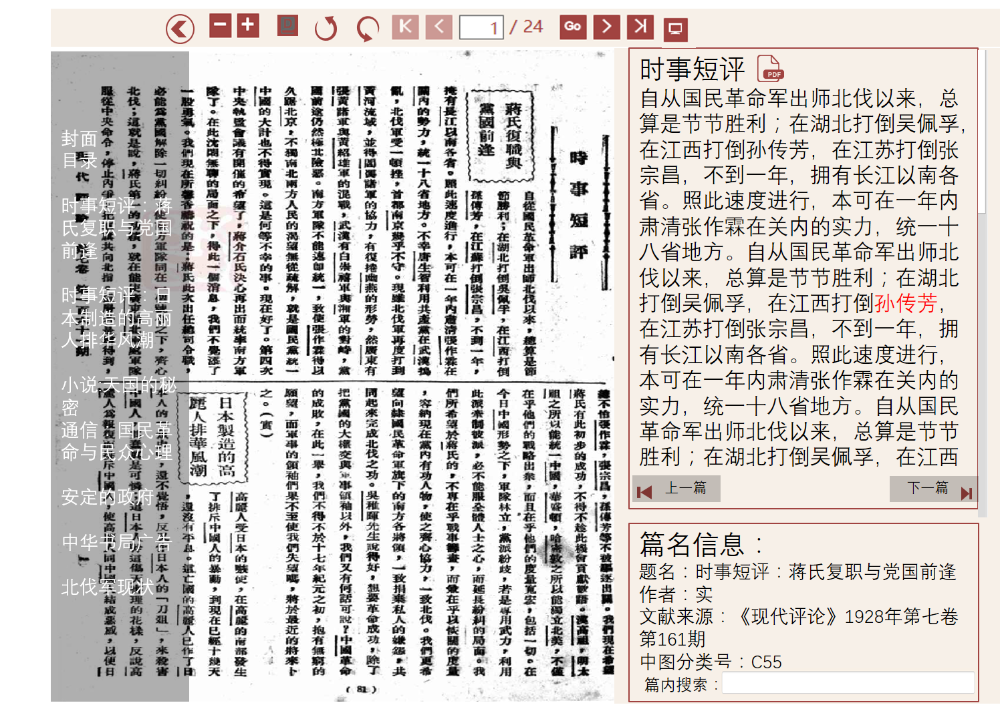 1 / 24 Go
封面
目录
时事短评：蒋
氏复职与党国
前逢
时事短评：日
本制造的高丽
人排华风潮
小说:天国的秘
密
通信：国民革
命与民众心理
安定的政府
中华书局广告
北伐军现状
時事短評
蔣氏復職與
黨國前逢
自從國民革命軍出師北伐以來，總算是節
節勝利；在湖北打倒吳佩孚，在江西打倒
孫傳芳，在江蘇打倒張宗昌，不到一年，
掩有長江以南各省。照此速度進行，本可在一年內肅清張作霖在
關內的勢力，統一十八省地方。不幸唐生智利用共產黨在武漢搗
亂，北伐軍受一頓挫，首都南京幾乎不守。現雖北伐軍再度打到
黃河流域，並得閻馮諸軍的協力，有復捲幽燕的形勢，然廣東有
張黃諸軍與黃紹雄軍的混戰，武漢有白崇禧軍與湘軍的對峙，黨
國前途仍然極其險惡。南方軍隊不能迅即統一，致使張作霖得以
久踞北京，不獨南北兩方人民的渴望無從疏解，就是國民黨統一
中國的大計也不得實現。這是何等不幸的事。現在好了。第四次
中央執監會議有開催的希望了，蔣介石氏決心再出而統率南方軍
隊了。在此沈悶無聊的局面之下，得此一個消息，我們不覺添了
一股勇氣。我們現在所馨香禱祝的是：蔣氏此次出任總司令職，
必能為黨國解除一切糾紛
北伐；這就是說，蔣氏第一
服從中央命令，停止內爭
總不怕張作霖，張宗昌，孫傳芳等不被驅逐出關。我們現在希望
蔣氏有此初步的成功，不得不趁此機會貢獻數語。漢高祖，明太
祖之所以能統一中國，華盛頓，哈密敦之所以能獨立北美，不僅
在乎他們的戰略出衆，而且在乎他們的度量寬宏，包括一切。在
今日中國形勢之下，軍隊林立，黨派紛歧，若是專用武力，利用
此派牽制彼派，必不能服全體人士之心，而延長紛糾的局面。我
們所希望於蔣氏的，不專在乎戰事籌畫，而兼在乎以恢闊的度量
，容納現在黨內有功人物，使之齊心協力，一致北伐。我們更希
望向隸國民革命軍旗下的南方各將領，一致捐棄私人的嫌怨，共
同起來完成北伐之功。吳稚暉先生說得好，想要革命成功，除了
把黨國的大權交與軍事領袖以外，我們又有何話可說？中國革命
的成敗，在此一舉，我們不得不於十七年紀元之初，抱有無窮的
願望，而軍事的領袖們果不至使我們失望嗎，將於最近的將來卜
之。（實）
日本製造的高
麗人排華風潮
高麗人受日本的嗾使，在高麗的南部發生
了排斥中國人的暴動，到現在已經十幾天
，還沒有平息。這亡國的高麗人已作了日
（ 81 ）
时事短评 PDF
自从国民革命军出师北伐以来，总
算是节节胜利；在湖北打倒吴佩孚，
在江西打倒孙传芳，在江苏打倒张
宗昌，不到一年，拥有长江以南各
省。照此速度进行，本可在一年内
肃清张作霖在关内的实力，统一十
八省地方。自从国民革命军出师北
伐以来，总算是节节胜利；在湖北
打倒吴佩孚，在江西打倒孙传芳，
在江苏打倒张宗昌，不到一年，拥
有长江以南各省。照此速度进行，
本可在一年内肃清张作霖在关内的
实力，统一十八省地方。自从国民
革命军出师北伐以来，总算是节节
胜利；在湖北打倒吴佩孚，在江西
上一篇 下一篇
篇名信息：
题名：时事短评：蒋氏复职与党国前逢
作者：实
文献来源：《现代评论》1928年第七卷
第161期
中图分类号：C55
篇内搜索：